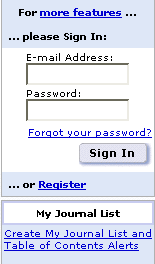 For more features ...
... please Sign In:
E-mail Address:
Password:
Forgot your password?
Sign In
... or Register
My Journal List
Create My Journal List and
Table of Contents Alerts